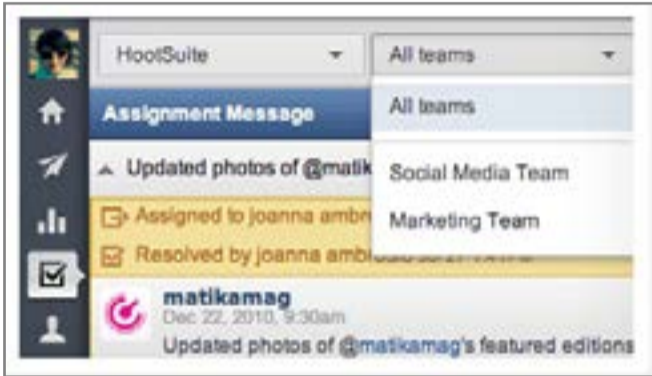 HootSuite
All teams
All teams
Social Media Team
Marketing Team
Assignment Message
Updated photos of @matik
Assigned to joanna ambr
Resolved by joanna
matikamag
Dec 22, 2010, 9:30am
Updated photos of @matikamag's featured editions